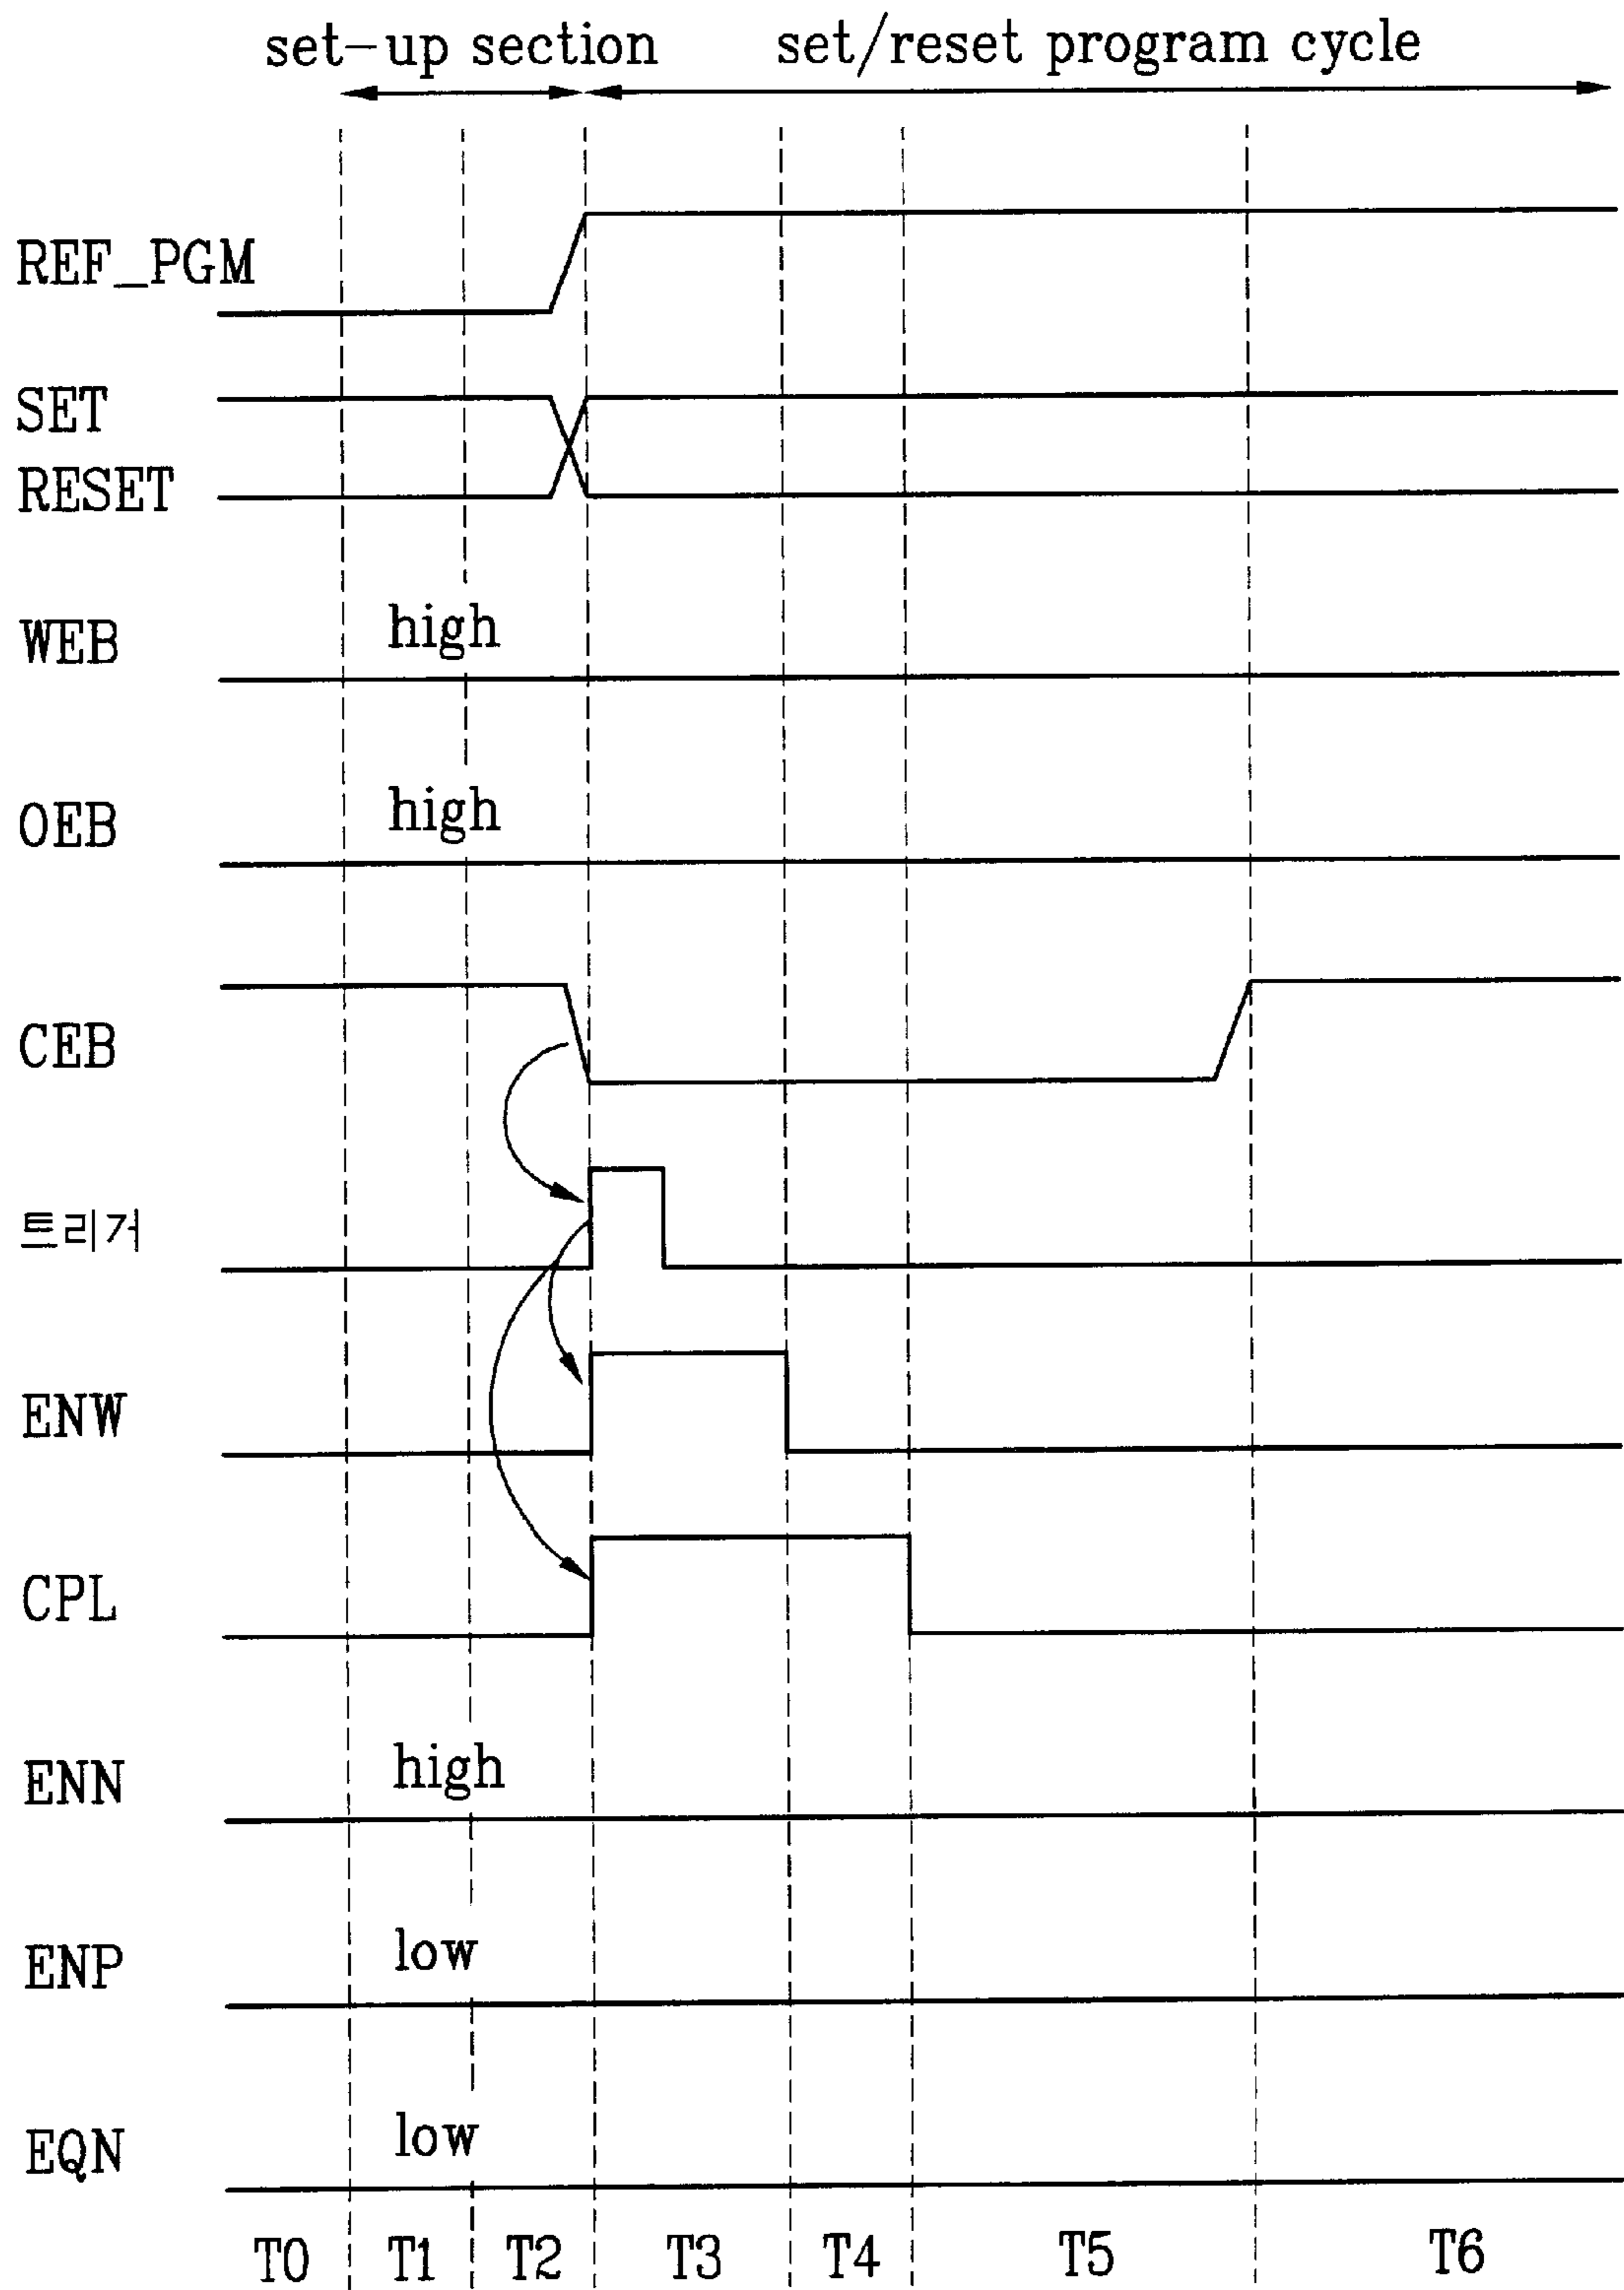 set-up section set/reset program cycle
REF_PGM
SET
RESET
WEB high
OEB high
CEB
트리거
ENW
CPL
ENN high
ENP low
EQN low
T0 T1 T2 T3 T4 T5 T6